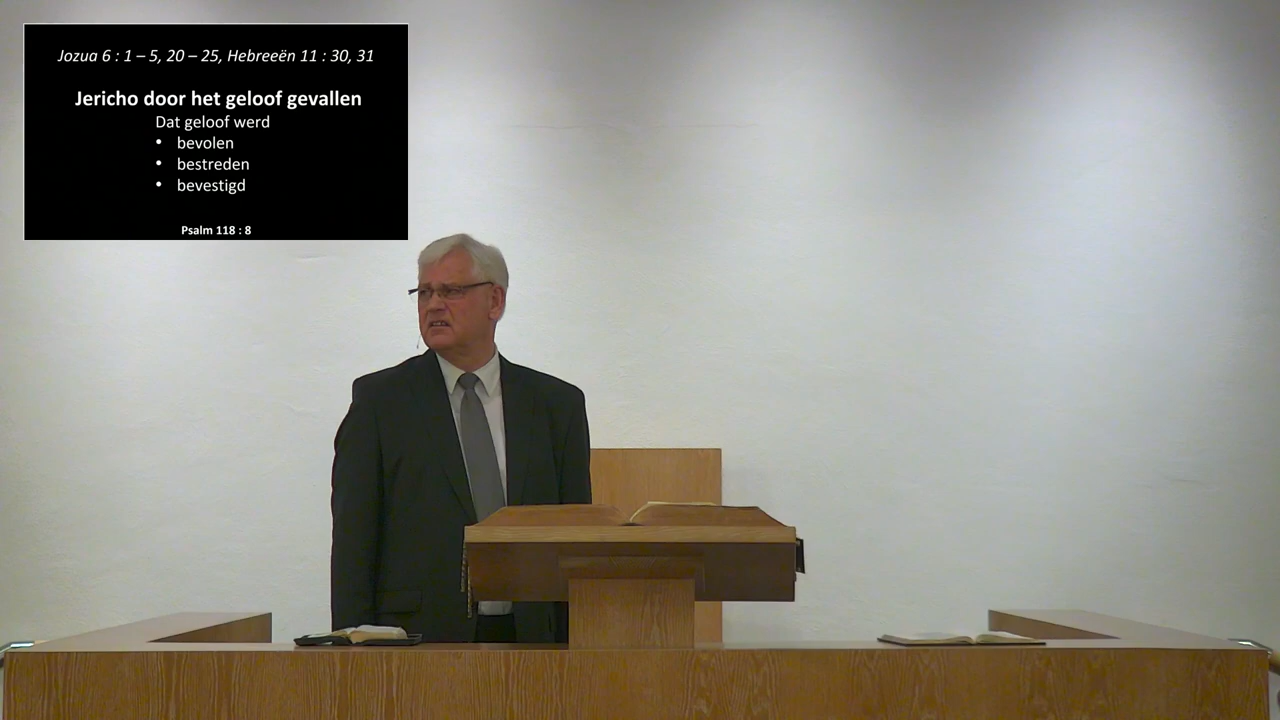 Jozua 6 : 1 – 5, 20 – 25, Hebreeën 11 : 30, 31
Jericho door het geloof gevallen
Dat geloof werd
• bevolen
• bestreden
• bevestigd
Psalm 118 : 8